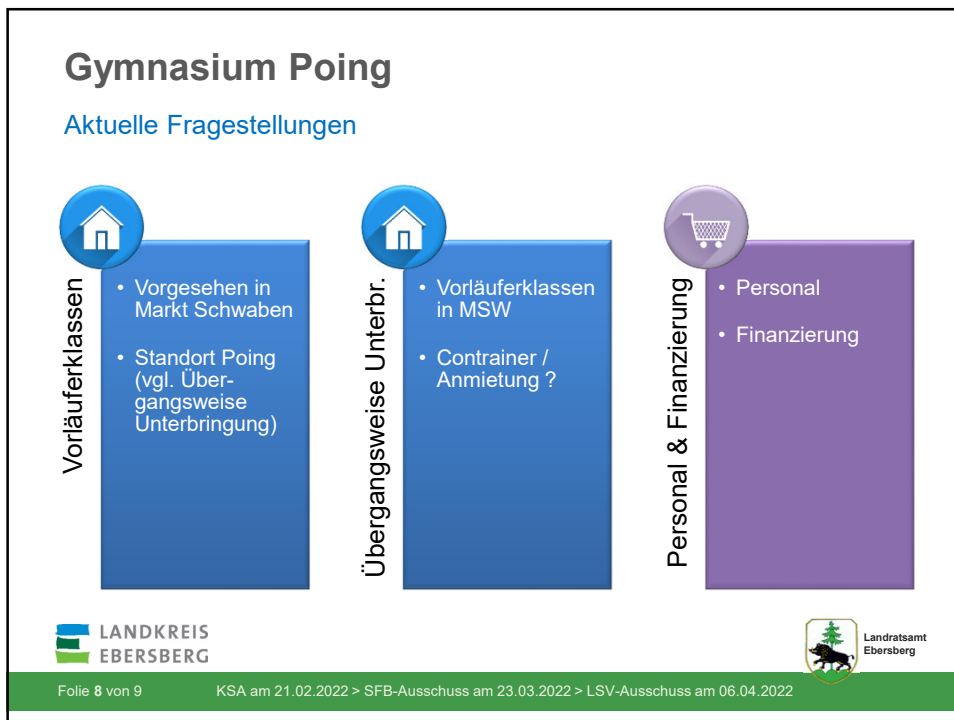 Gymnasium Poing
Aktuelle Fragestellungen
Vorläuferklassen
• Vorgesehen in
Markt Schwaben
• Standort Poing
(vgl. Über-
gangsweise
Unterbringung)
Übergangsweise Unterbr.
• Vorläuferklassen
in MSW
• Contrainer /
Anmietung ?
Personal & Finanzierung
• Personal
• Finanzierung
LANDKREIS
EBERSBERG
Landratsamt
Ebersberg
Folie 8 von 9 KSA am 21.02.2022 > SFB-Ausschuss am 23.03.2022 > LSV-Ausschuss am 06.04.2022